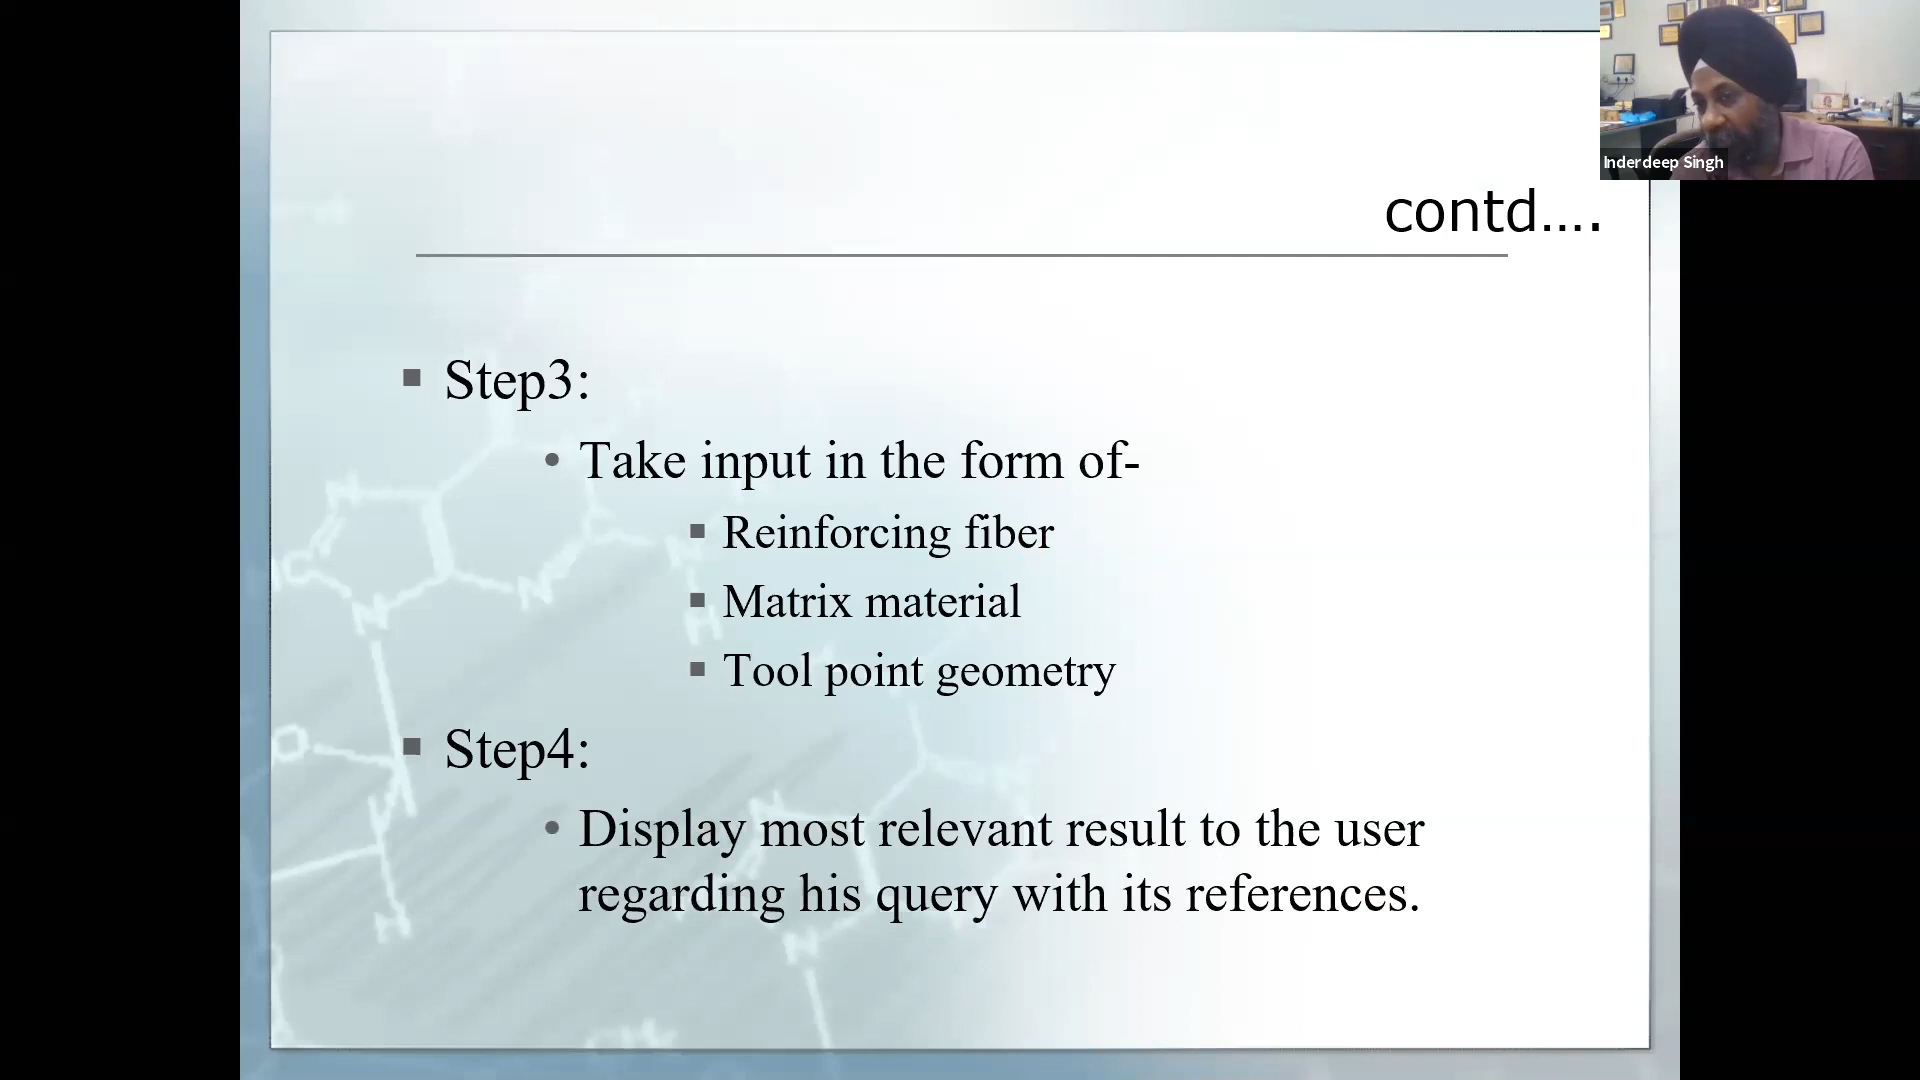 Inderdeep Singh
contd....
Step3:
Take input in the form of-
Reinforcing fiber
Matrix material
Tool point geometry
Step4:
Display most relevant result to the user
regarding his query with its references.